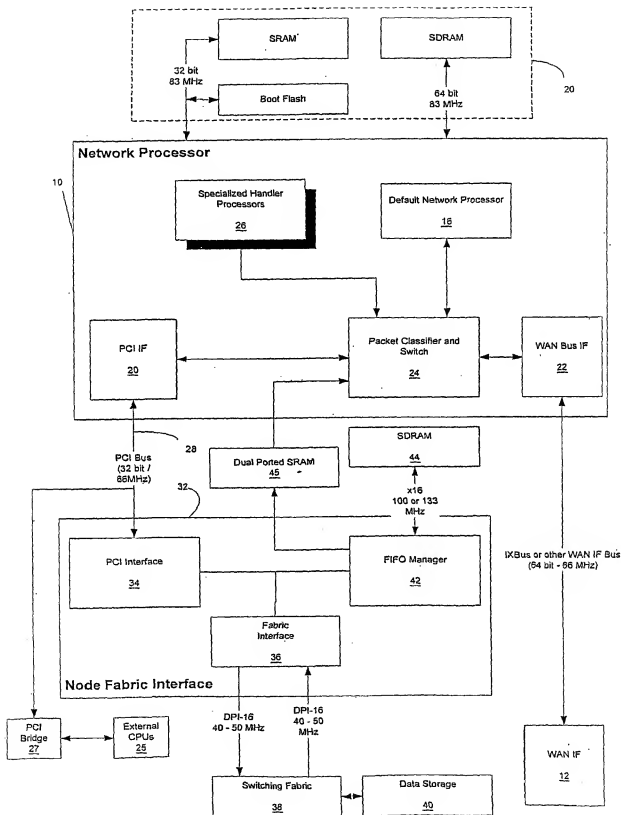 SRAM
SDRAM
32 bit
83 MHz
64 bit
83 MHz
20
Boot Flash
Network Processor
10
Specialized Handler
Processors
26
Default Network Processor
16
PCI IF
20
Packet Classifier and
Switch
24
WAN Bus IF
22
28
PCI Bus
(32 bit /
66MHz)
Dual Ported SRAM
45
SDRAM
44
32
x16
100 or 133
MHz
IXBus or other WAN IF Bus
(64 bit - 66 MHz)
PCI Interface
34
FIFO Manager
42
Fabric
Interface
36
Node Fabric Interface
DPI-16
40 - 50 MHz
DPI-16
40 - 50
MHz
PCI
Bridge
27
External
CPUs
25
WAN IF
12
Switching Fabric
38
Data Storage
40